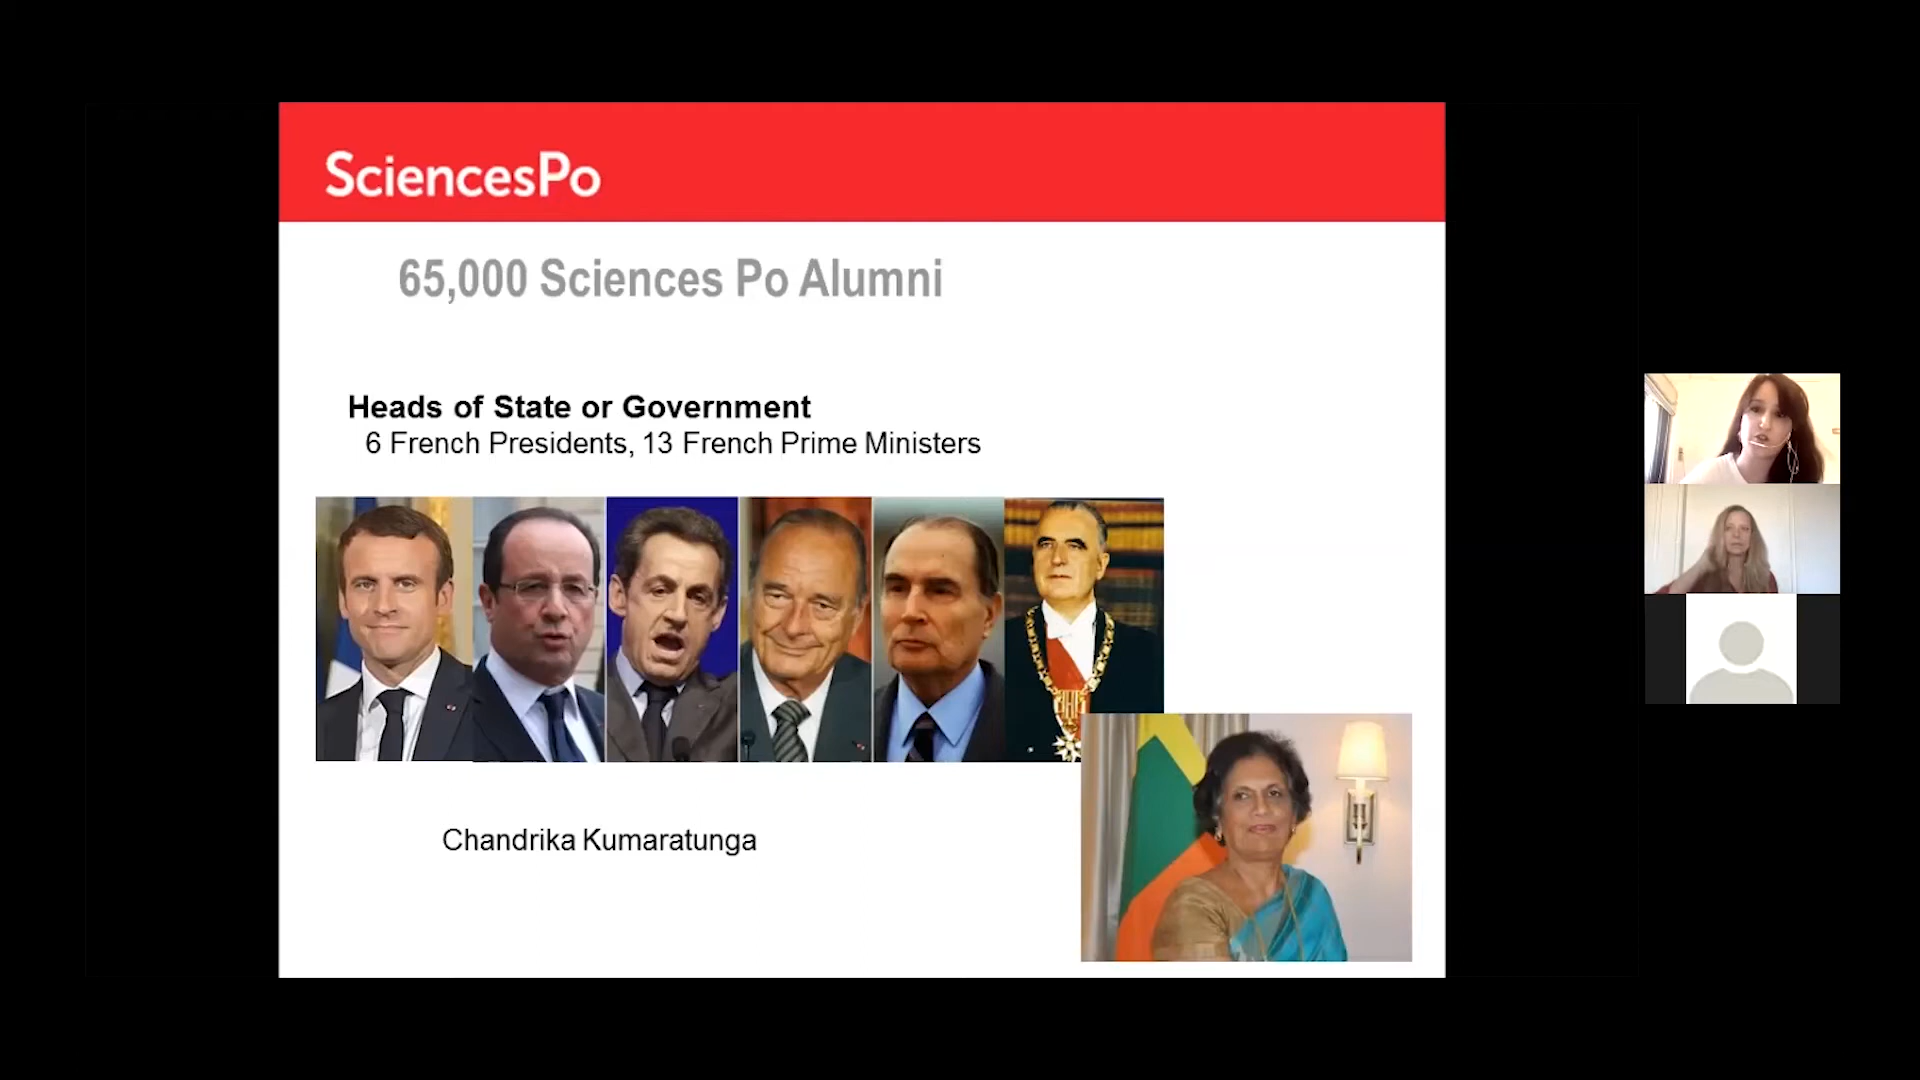 SciencesPo
65,000 Sciences Po Alumni
Heads of State or Government
6 French Presidents, 13 French Prime Ministers
Chandrika Kumaratunga